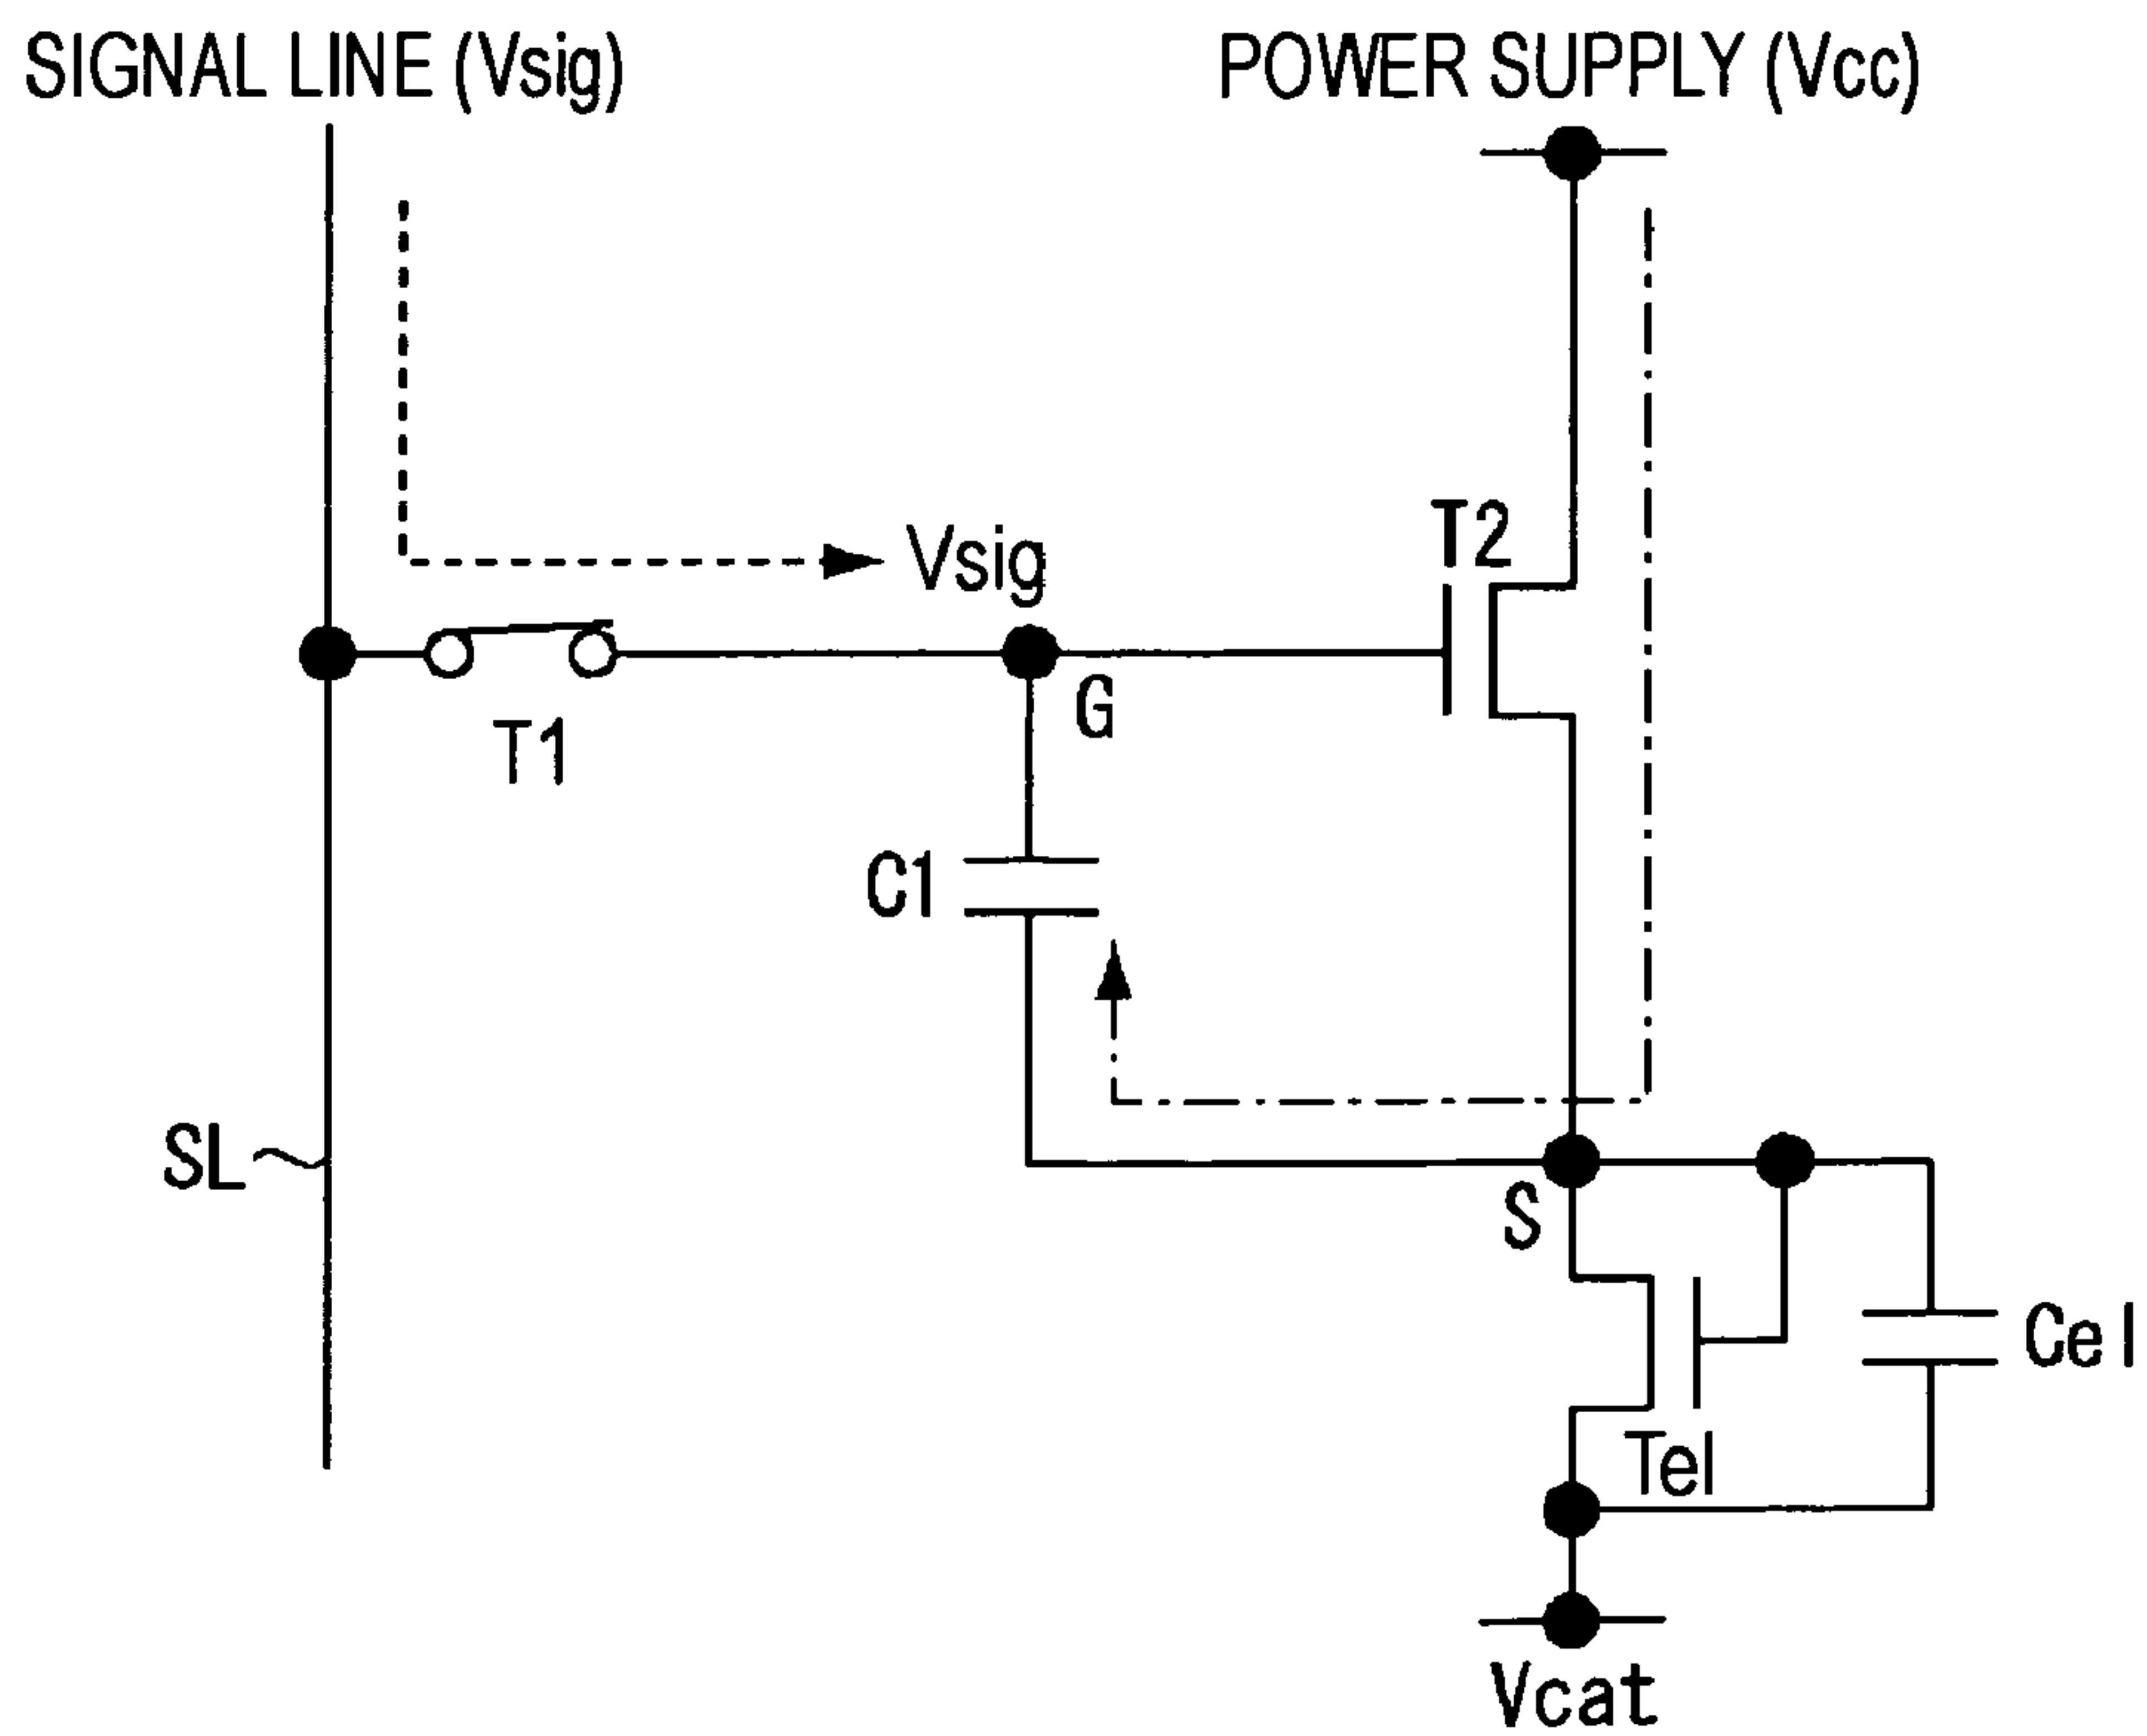 SIGNAL LINE (Vsig)
POWER SUPPLY (Vcc)
T2
Vsig
G
T1
C1
SL
S
Cel
Tel
Vcat